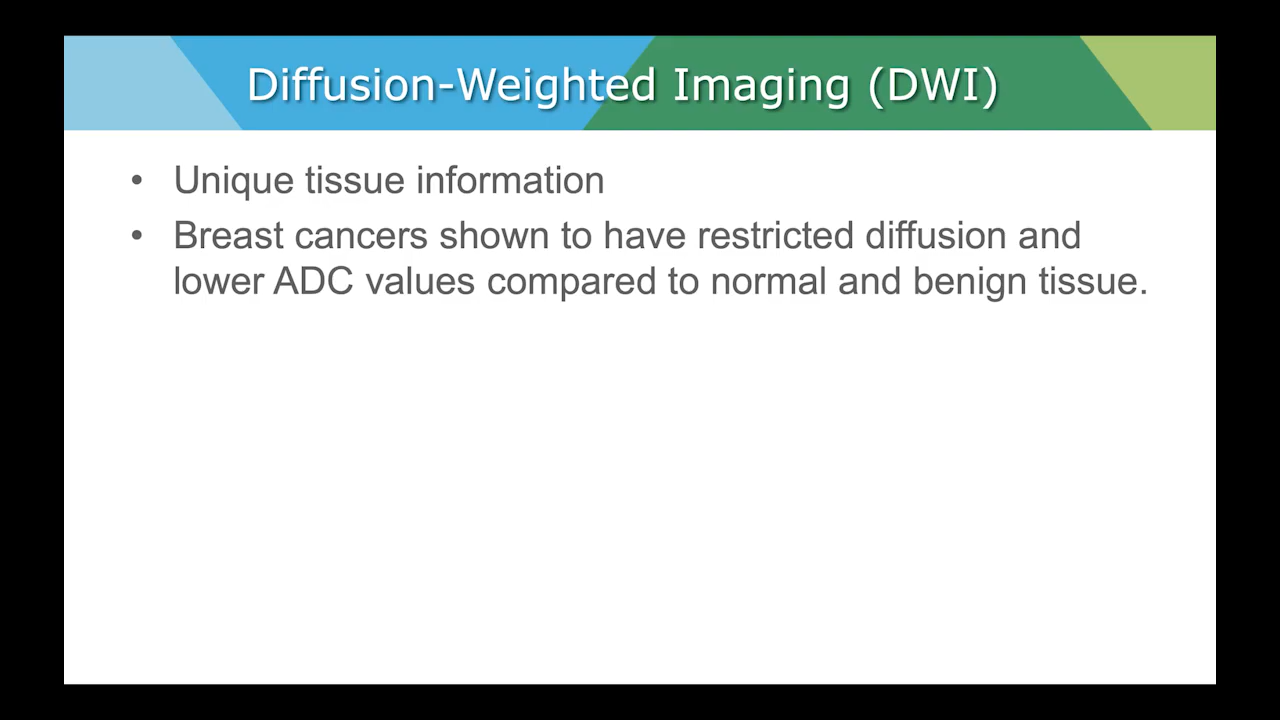 Diffusion-Weighted Imaging (DWI)
• Unique tissue information
• Breast cancers shown to have restricted diffusion and
lower ADC values compared to normal and benign tissue.